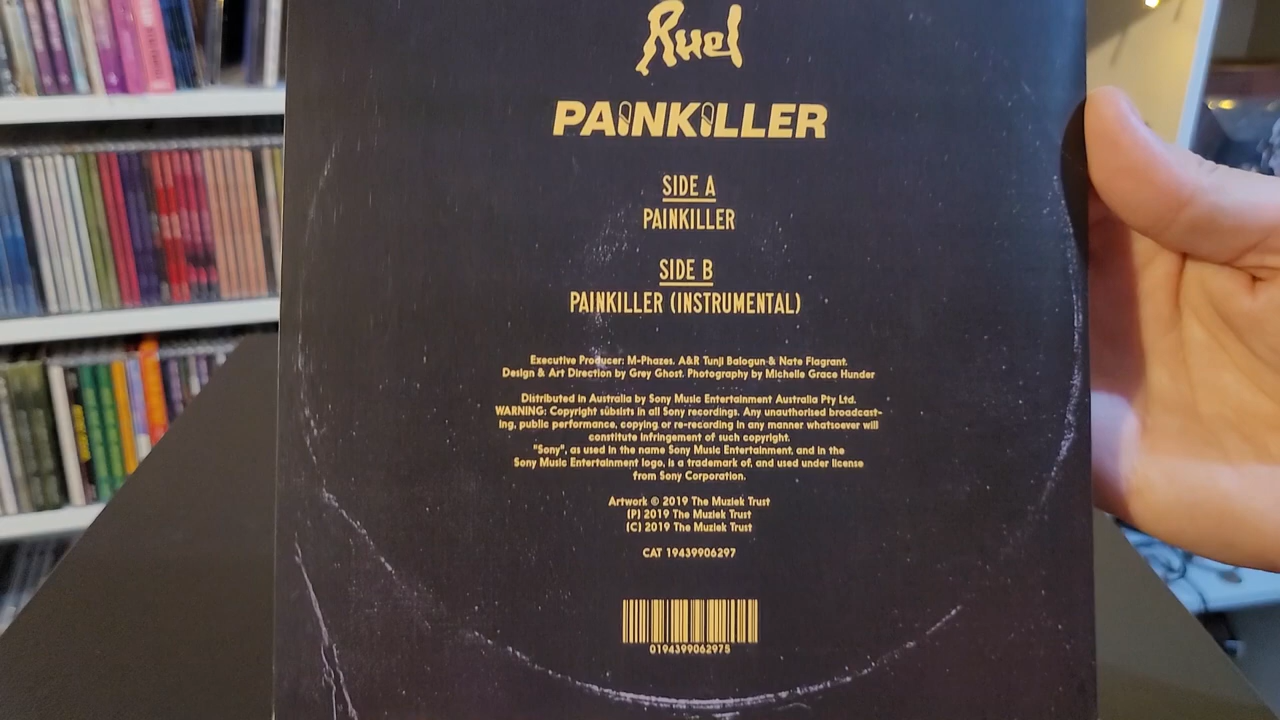 Ruel
PAINKILLER
SIDE A
PAINKILLER
SIDE B
PAINKILLER (INSTRUMENTAL)
Executive Producer: M-Phazes. A&R Tunji Balogun & Nate Flagrant.
Design & Art Direction by Grey Ghost. Photography by Michelle Grace Hunder
Distributed in Australia by Sony Music Entertainment Australia Pty Ltd.
WARNING: Copyright subsists in all Sony recordings. Any unauthorised broadcast-
ing, public performance, copying or re-recording in any manner whatsoever will
constitute infringement of such copyright.
"Sony", as used in the name Sony Music Entertainment, and in the
Sony Music Entertainment logo, is a trademark of, and used under license
from Sony Corporation.
Artwork © 2019 The Muziek Trust
(P) 2019 The Muziek Trust
(C) 2019 The Muziek Trust
CAT 19439906297
0194399062975